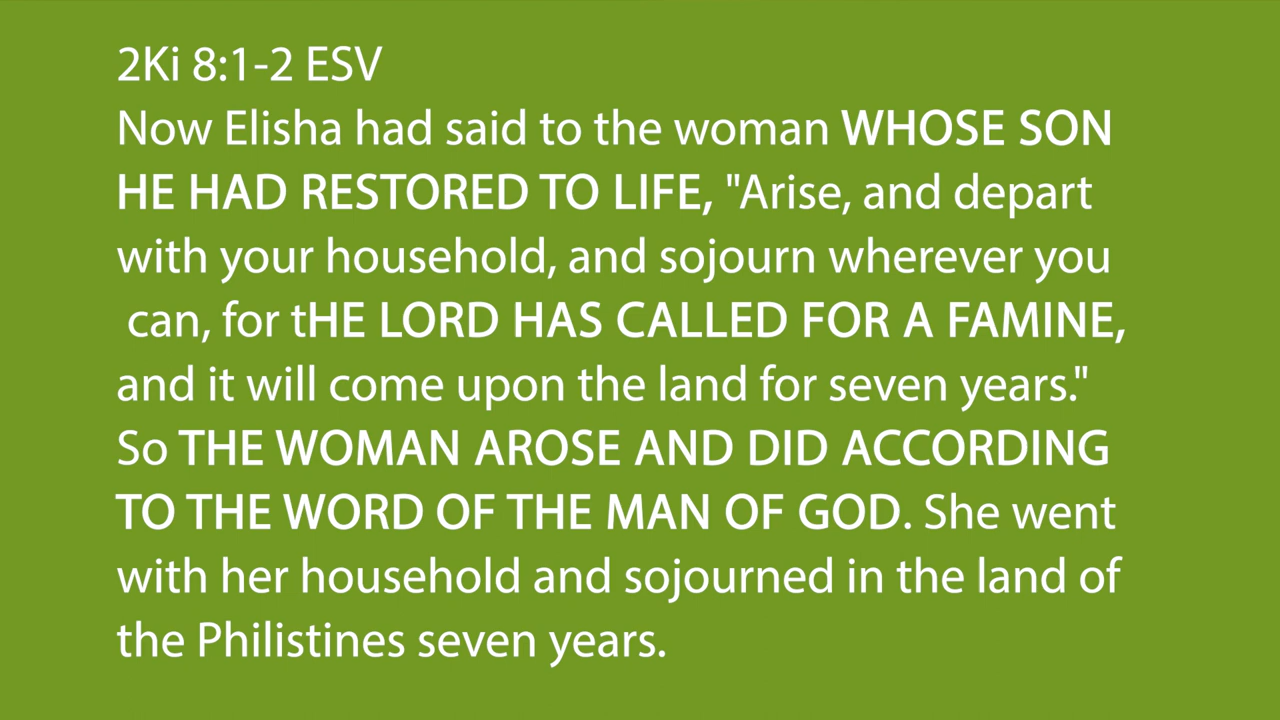 2Ki 8:1-2 ESV
Now Elisha had said to the woman WHOSE SON
HE HAD RESTORED TO LIFE, "Arise, and depart
with your household, and sojourn wherever you
can, for tHE LORD HAS CALLED FOR A FAMINE,
and it will come upon the land for seven years."
So THE WOMAN AROSE AND DID ACCORDING
TO THE WORD OF THE MAN OF GOD. She went
with her household and sojourned in the land of
the Philistines seven years.